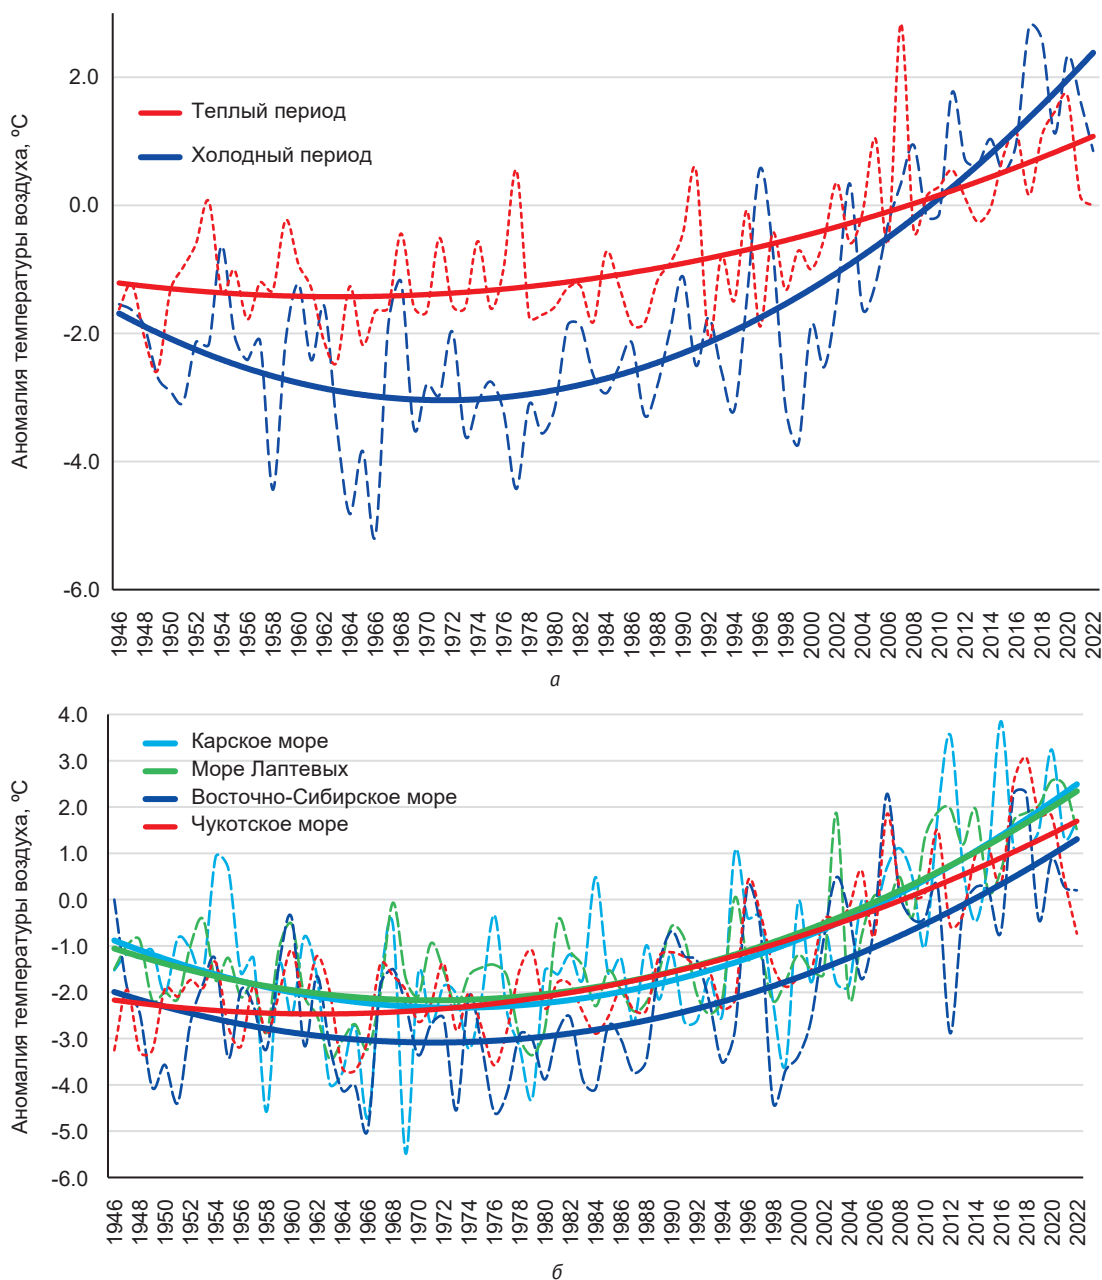 Аномалия температуры воздуха, ºС
2.0
0.0
-2.0
-4.0
-6.0
Теплый период
Холодный период
1946 1948 1950 1952 1954 1956 1958 1960 1962 1964 1966 1968 1970 1972 1974 1976 1978 1980 1982 1984 1986 1988 1990 1992 1994 1996 1998 2000 2002 2004 2006 2008 2010 2012 2014 2016 2018 2020 2022
а
Аномалия температуры воздуха, ºС
4.0
3.0
2.0
1.0
0.0
-1.0
-2.0
-3.0
-4.0
-5.0
-6.0
Карское море
Море Лаптевых
Восточно-Сибирское море
Чукотское море
1946 1948 1950 1952 1954 1956 1958 1960 1962 1964 1966 1968 1970 1972 1974 1976 1978 1980 1982 1984 1986 1988 1990 1992 1994 1996 1998 2000 2002 2004 2006 2008 2010 2012 2014 2016 2018 2020 2022
б